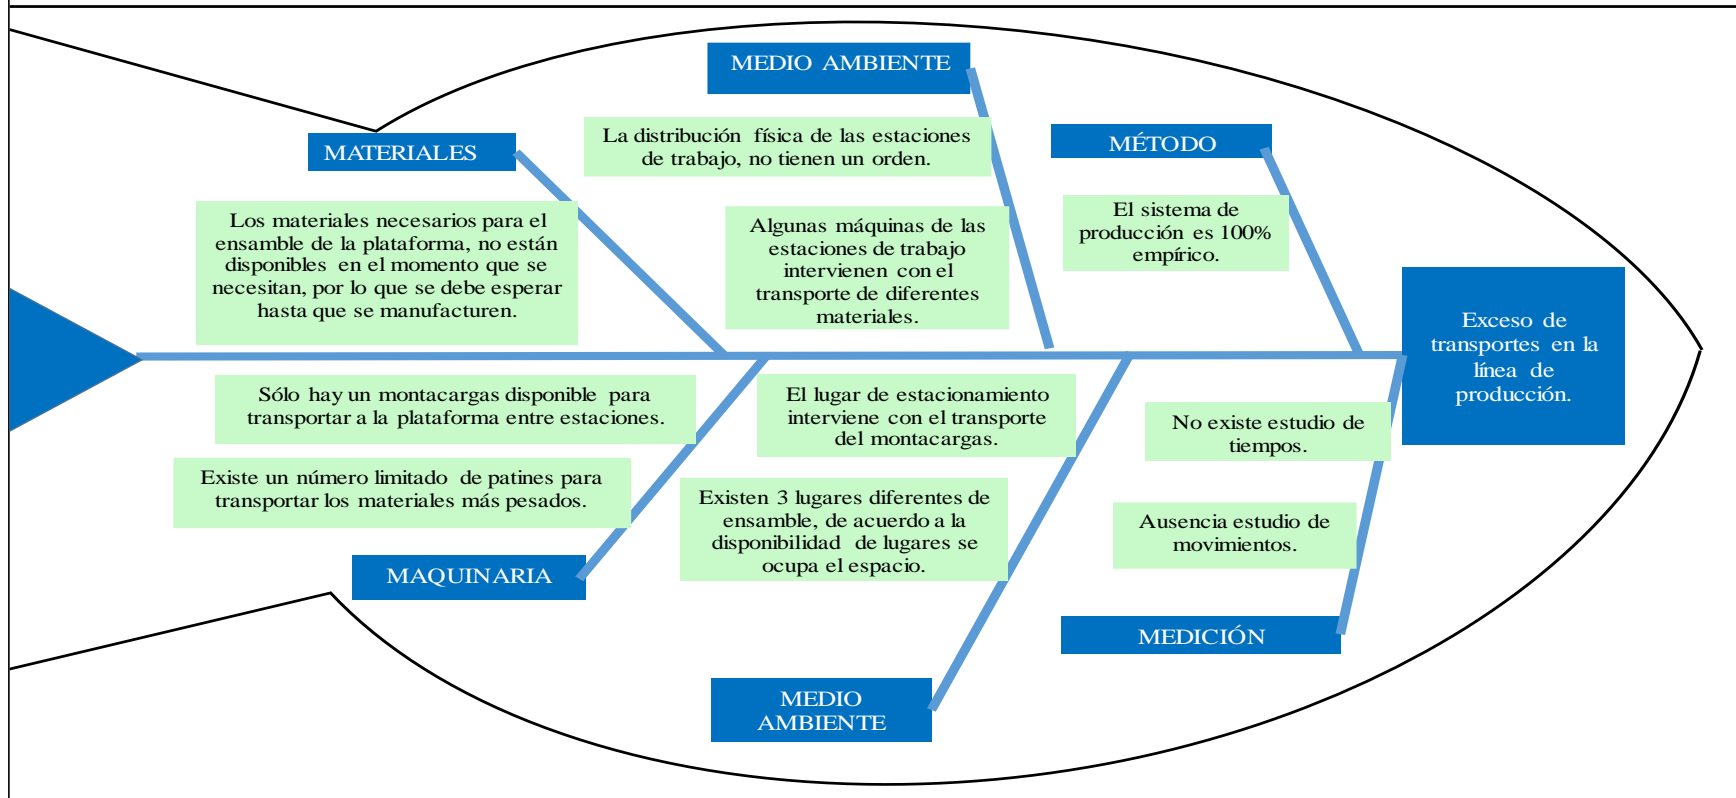 MEDIO AMBIENTE
MATERIALES
La distribución física de las estaciones
de trabajo, no tienen un orden.
MÉTODO
Los materiales necesarios para el
ensamble de la plataforma, no están
disponibles en el momento que se
necesitan, por lo que se debe esperar
hasta que se manufacturen.
Algunas máquinas de las
estaciones de trabajo
intervienen con el
transporte de diferentes
materiales.
El sistema de
producción es 100%
empírico.
Exceso de
transportes en la
línea de
producción.
Sólo hay un montacargas disponible para
transportar a la plataforma entre estaciones.
Existe un número limitado de patines para
transportar los materiales más pesados.
MAQUINARIA
El lugar de estacionamiento
interviene con el transporte
del montacargas.
Existen 3 lugares diferentes de
ensamble, de acuerdo a la
disponibilidad de lugares se
ocupa el espacio.
MEDIO
AMBIENTE
No existe estudio de
tiempos.
Ausencia estudio de
movimientos.
MEDICIÓN